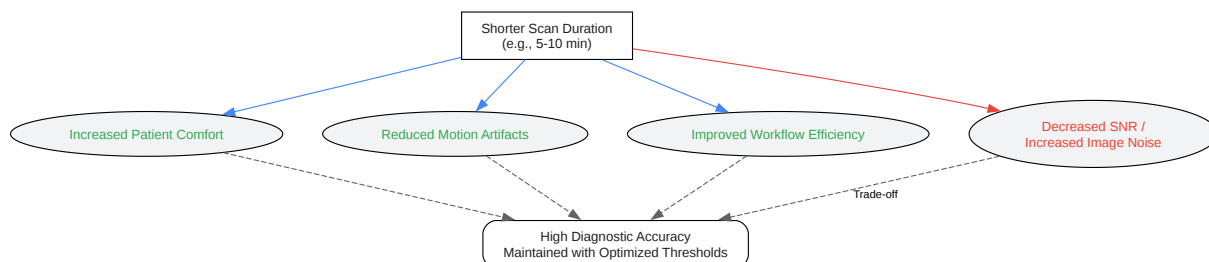 Shorter Scan Duration
(e.g., 5-10 min)
Increased Patient Comfort
Reduced Motion Artifacts
Improved Workflow Efficiency
Decreased SNR /
Increased Image Noise
Trade-off
High Diagnostic Accuracy
Maintained with Optimized Thresholds